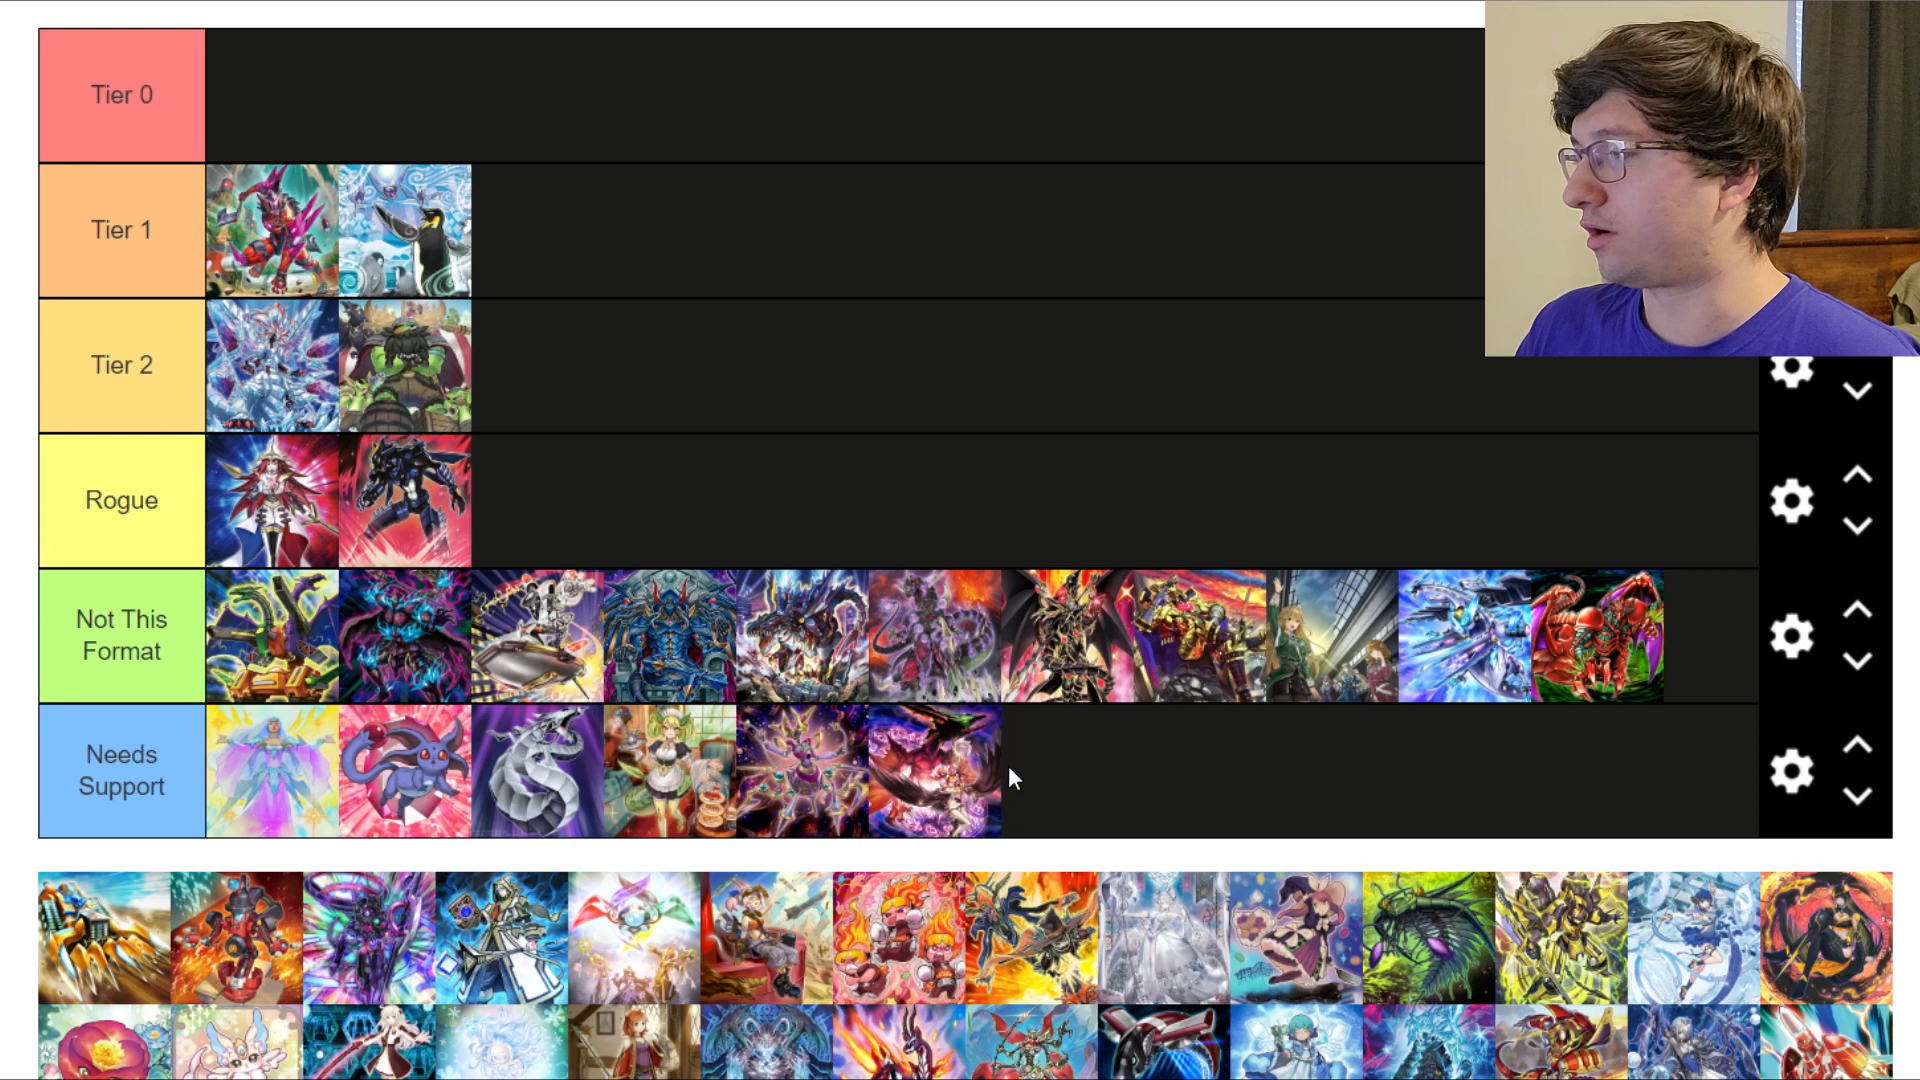 Tier 0
Tier 1
Tier 2
Rogue
Not This
Format
Needs
Support